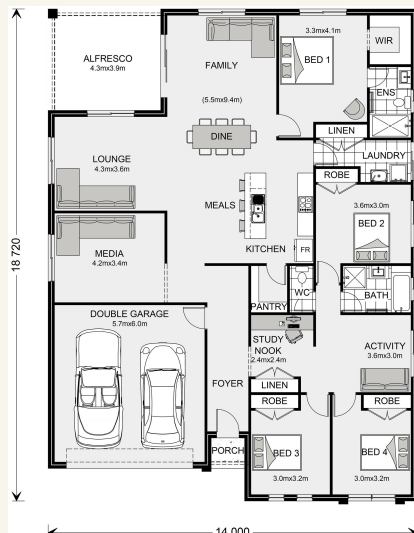 ALFRESCO
4.3mx3.9m
FAMILY
(5.5mx9.4m)
3.3mx4.1m
BED 1
WIR
ENS
DINE
LINEN
LAUNDRY
ROBE
LOUNGE
4.3mx3.6m
MEALS
3.6mx3.0m
BED 2
KITCHEN
FR
MEDIA
4.2mx3.4m
PANTRY
WC
BATH
DOUBLE GARAGE
5.7mx6.0m
STUDY
NOOK
2.4mx2.4m
ACTIVITY
3.6mx3.0m
FOYER
LINEN
ROBE
ROBE
PORCH
BED 3
3.0mx3.2m
BED 4
3.0mx3.2m
18 720
14 000